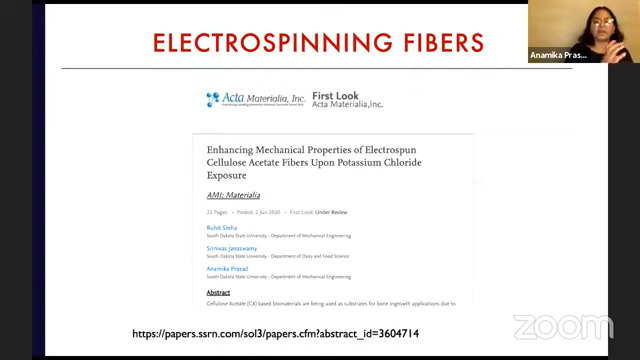 ELECTROSPINNING FIBERS
Anamika Pras...
Acta Materialia, Inc.
First Look
Acta Materialia, Inc.
Enhancing Mechanical Properties of Electrospun
Cellulose Acetate Fibers Upon Potassium Chloride
Exposure
AMI: Materialia
23 Pages • Posted: 2 Jun 2020 • First Look: Under Review
Ruhit Sinha
South Dakota State University - Department of Mechanical Engineering
Srinivas Janaswamy
South Dakota State University - Department of Dairy and Food Science
Anamika Prasad
South Dakota State University - Department of Mechanical Engineering
Abstract
Cellulose Acetate (CA) based biomaterials are being used as substrates for bone ingrowth applications due to
https://papers.ssrn.com/sol3/papers.cfm?abstract_id=3604714
zoom